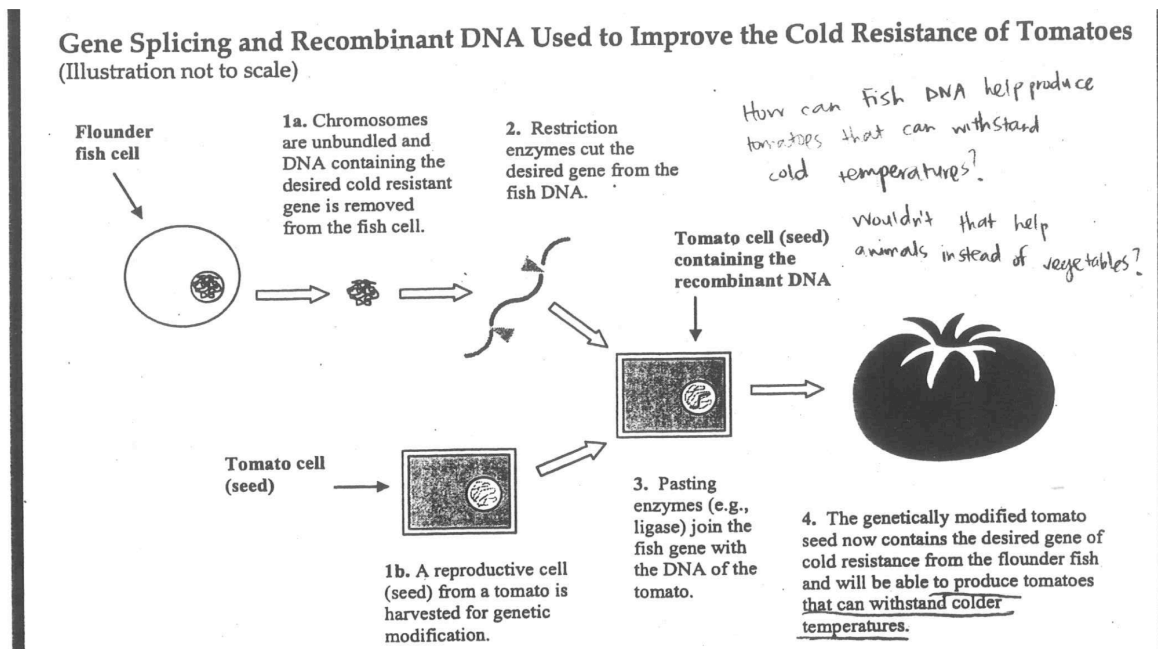 Gene Splicing and Recombinant DNA Used to Improve the Cold Resistance of Tomatoes
(Illustration not to scale)
Flounder
fish cell
1a. Chromosomes
are unbundled and
DNA containing the
desired cold resistant
gene is removed
from the fish cell.
2. Restriction
enzymes cut the
desired gene from the
fish DNA.
How can Fish DNA help produce
tomatoes that can withstand
cold temperatures?
Wouldn't that help
animals instead of vegetables?
Tomato cell (seed)
containing the
recombinant DNA
Tomato cell
(seed)
1b. A reproductive cell
(seed) from a tomato is
harvested for genetic
modification.
3. Pasting
enzymes (e.g.,
ligase) join the
fish gene with
the DNA of the
tomato.
4. The genetically modified tomato
seed now contains the desired gene of
cold resistance from the flounder fish
and will be able to produce tomatoes
that can withstand colder
temperatures.